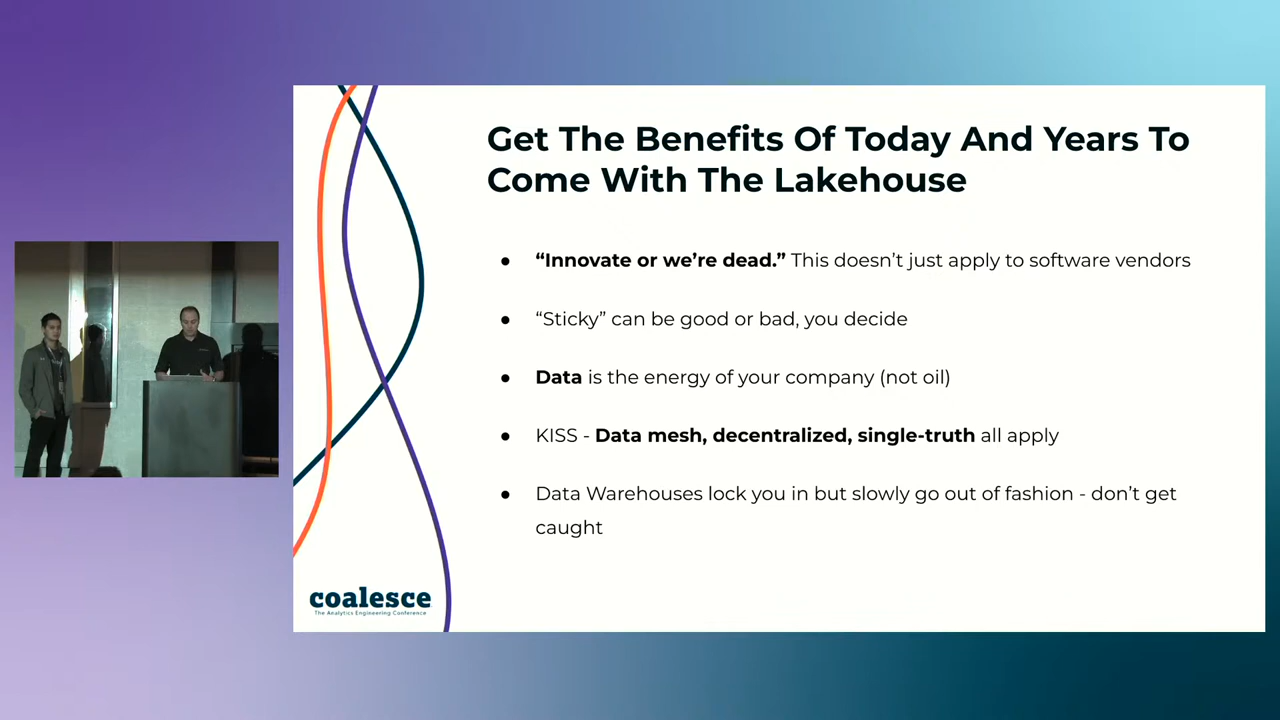 Get The Benefits Of Today And Years To
Come With The Lakehouse
● “Innovate or we’re dead.” This doesn’t just apply to software vendors
● “Sticky” can be good or bad, you decide
● Data is the energy of your company (not oil)
● KISS - Data mesh, decentralized, single-truth all apply
● Data Warehouses lock you in but slowly go out of fashion - don’t get
caught
coalesce
The Analytics Engineering Conference